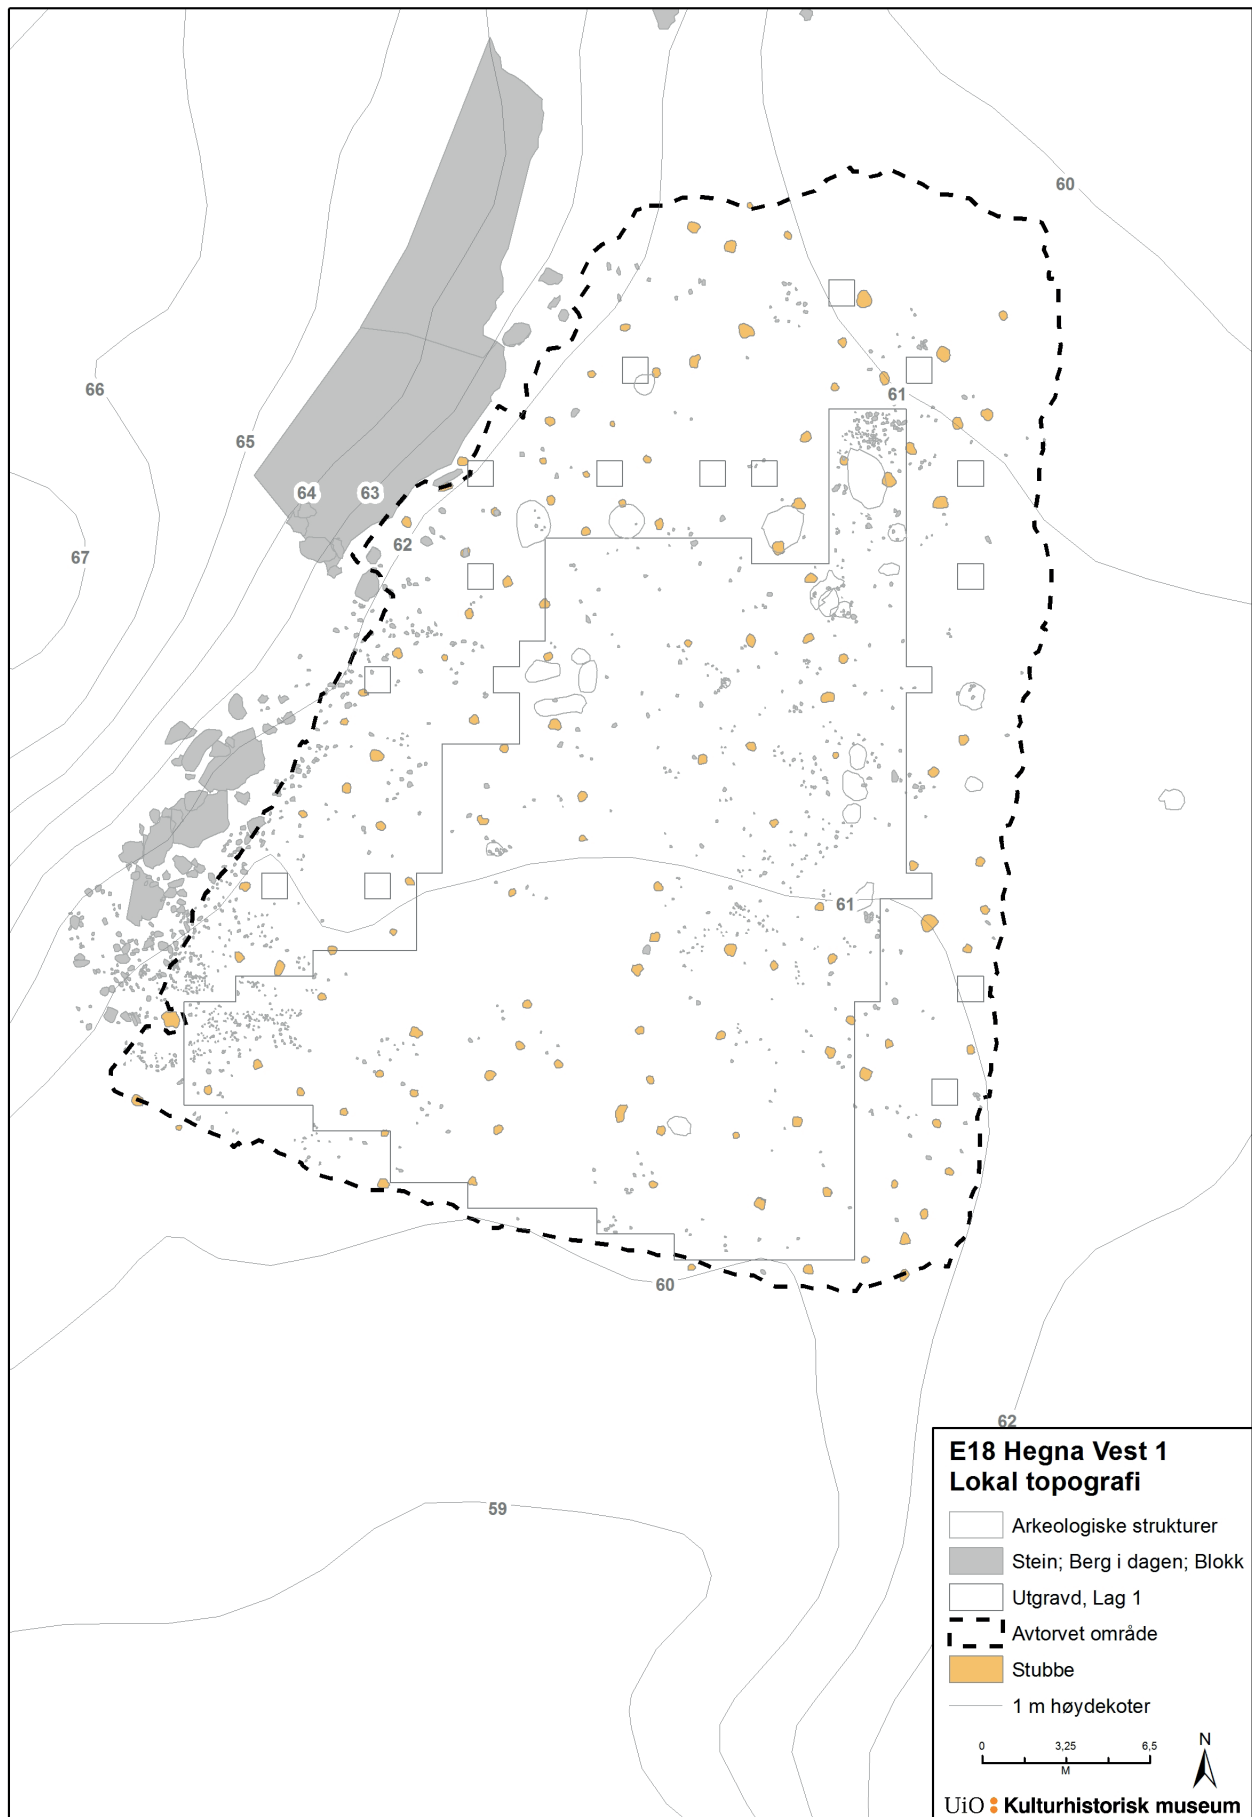 60
66
65
61
64
63
62
67
61
60
62
59
E18 Hegna Vest 1
Lokal topografi
Arkeologiske strukturer
Stein; Berg i dagen; Blokk
Utgravd, Lag 1
Avtorvet område
Stubbe
1 m høydekoter
0 3,25 6,5
M
N
UiO Kulturhistorisk museum